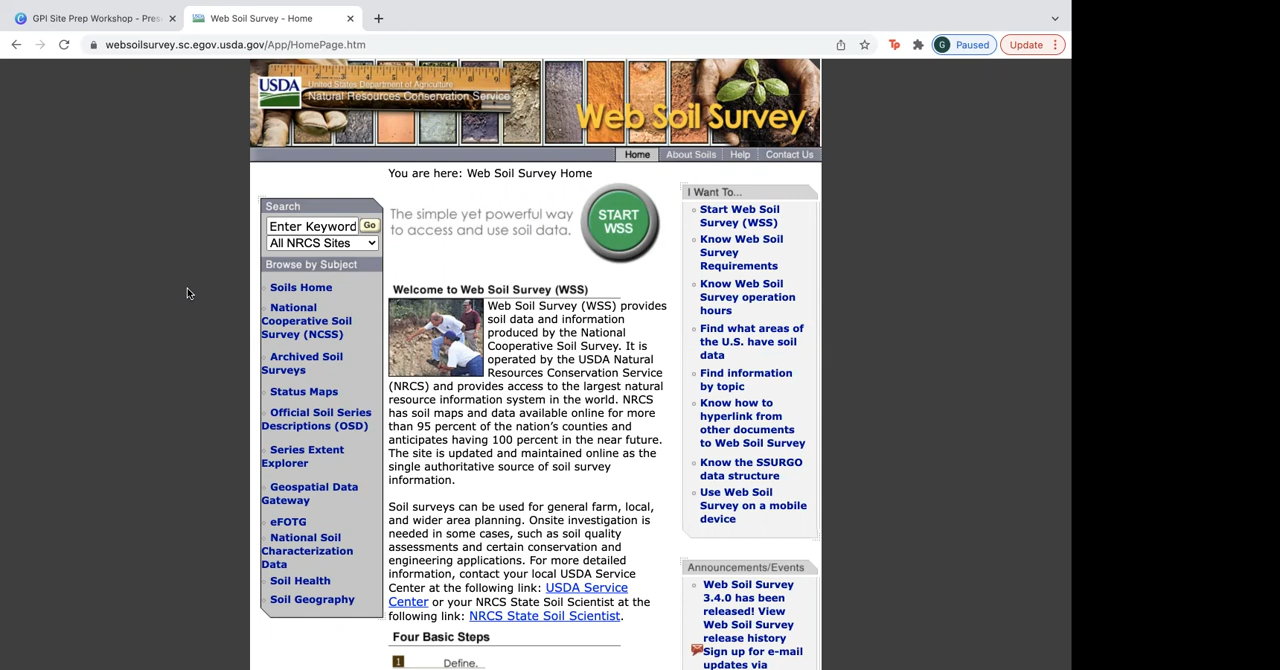 GPI Site Prep Workshop - Pres
Web Soil Survey - Home
websoilsurvey.sc.egov.usda.gov/App/HomePage.htm
G Paused
Update
USDA
United States Department of Agriculture
Natural Resources Conservation Service
Web Soil Survey
Home About Soils Help Contact Us
You are here: Web Soil Survey Home
Search
Enter Keyword Go
All NRCS Sites
Browse by Subject
Soils Home
National
Cooperative Soil
Survey (NCSS)
Archived Soil
Surveys
Status Maps
Official Soil Series
Descriptions (OSD)
Series Extent
Explorer
Geospatial Data
Gateway
eFOTG
National Soil
Characterization
Data
Soil Health
Soil Geography
The simple yet powerful way
to access and use soil data.
START
WSS
Welcome to Web Soil Survey (WSS)
Web Soil Survey (WSS) provides
soil data and information
produced by the National
Cooperative Soil Survey. It is
operated by the USDA Natural
Resources Conservation Service
(NRCS) and provides access to the largest natural
resource information system in the world. NRCS
has soil maps and data available online for more
than 95 percent of the nation's counties and
anticipates having 100 percent in the near future.
The site is updated and maintained online as the
single authoritative source of soil survey
information.
Soil surveys can be used for general farm, local,
and wider area planning. Onsite investigation is
needed in some cases, such as soil quality
assessments and certain conservation and
engineering applications. For more detailed
information, contact your local USDA Service
Center at the following link: USDA Service
Center or your NRCS State Soil Scientist at the
following link: NRCS State Soil Scientist.
Four Basic Steps
1 Define.
I Want To...
Start Web Soil
Survey (WSS)
Know Web Soil
Survey
Requirements
Know Web Soil
Survey operation
hours
Find what areas of
the U.S. have soil
data
Find information
by topic
Know how to
hyperlink from
other documents
to Web Soil Survey
Know the SSURGO
data structure
Use Web Soil
Survey on a mobile
device
Announcements/Events
Web Soil Survey
3.4.0 has been
released! View
Web Soil Survey
release history
Sign up for e-mail
updates via